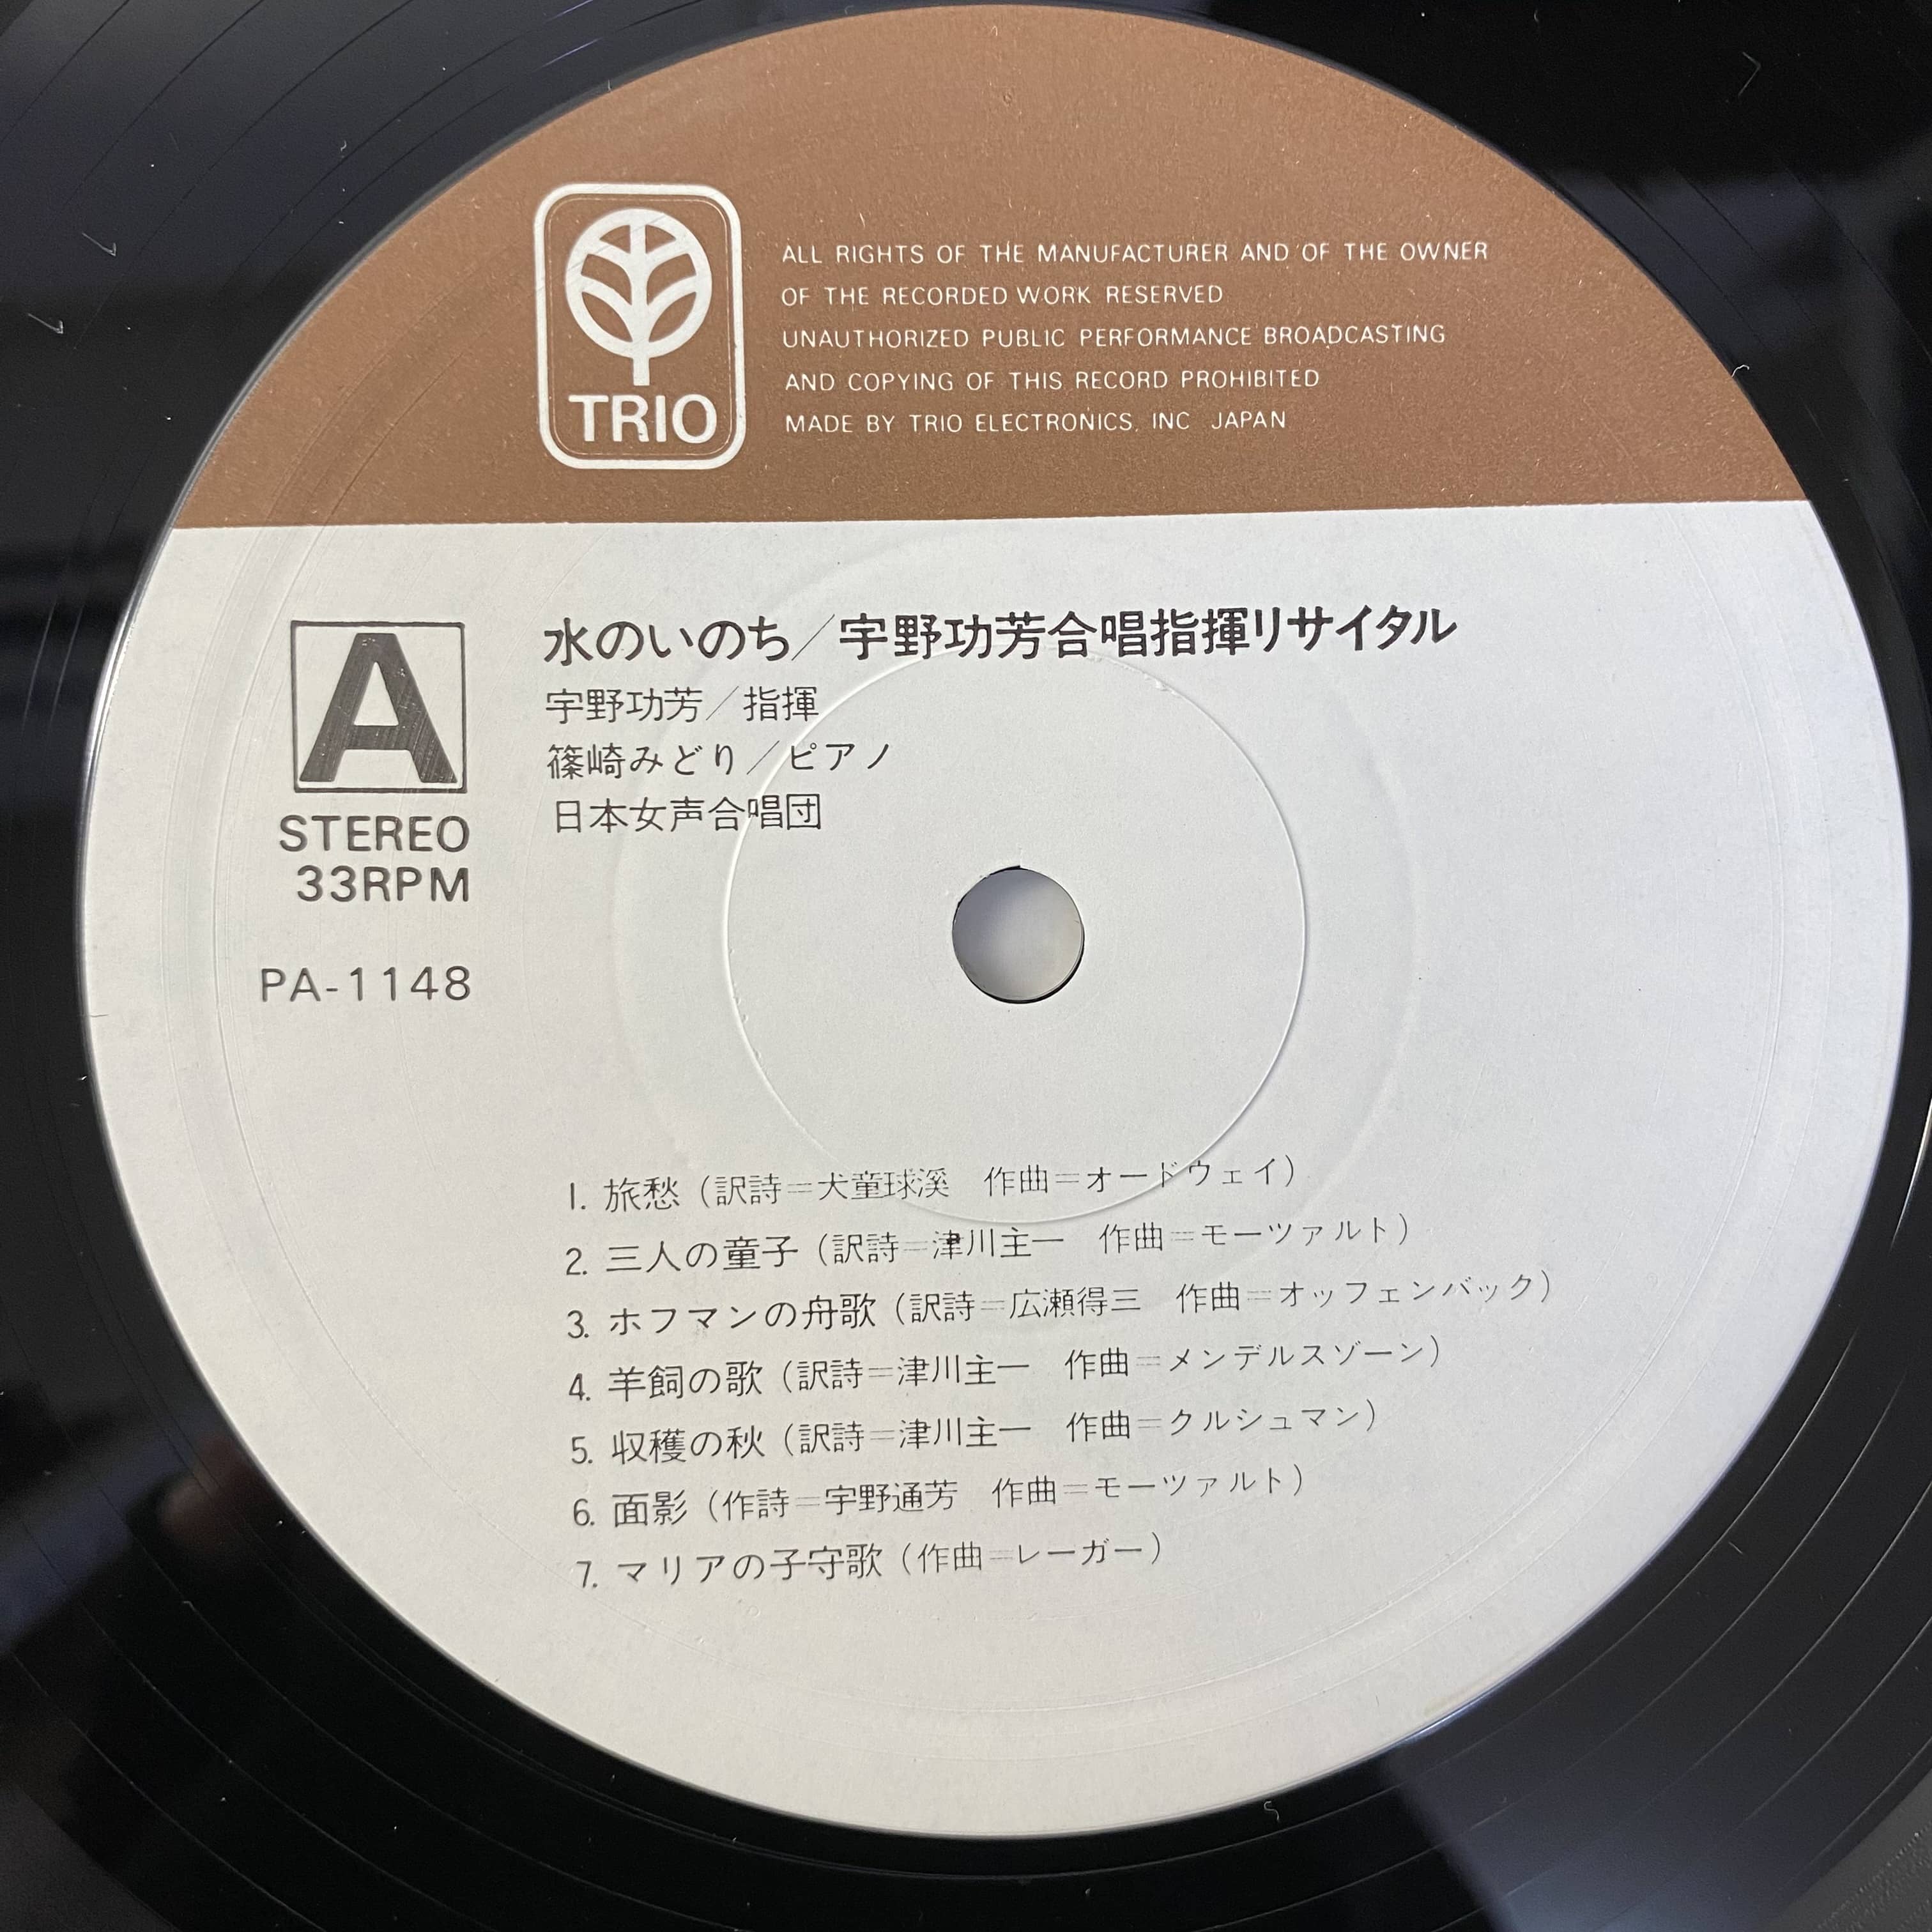 TRIO
ALL RIGHTS OF THE MANUFACTURER AND OF THE OWNER
OF THE RECORDED WORK RESERVED
UNAUTHORIZED PUBLIC PERFORMANCE BROADCASTING
AND COPYING OF THIS RECORD PROHIBITED
MADE BY TRIO ELECTRONICS, INC JAPAN
A
STEREO
33RPM
PA-1148
水のいのち／宇野功芳合唱指揮リサイタル
宇野功芳／指揮
篠崎みどり／ピアノ
日本女声合唱団
1. 旅愁（訳詩＝犬童球溪　作曲＝オードウェイ）
2. 三人の童子（訳詩＝津川主一　作曲＝モーツァルト）
3. ホフマンの舟歌（訳詩＝広瀬得三　作曲＝オッフェンバック）
4. 羊飼の歌（訳詩＝津川主一　作曲＝メンデルスゾーン）
5. 収穫の秋（訳詩＝津川主一　作曲＝クルシュマン）
6. 面影（作詩＝宇野通芳　作曲＝モーツァルト）
7. マリアの子守歌（作曲＝レーガー）